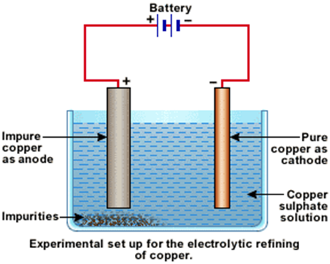 Battery
+ −
+ −
Impure
copper
as anode
Pure
copper as
cathode
Copper
sulphate
solution
Impurities
Experimental set up for the electrolytic refining
of copper.